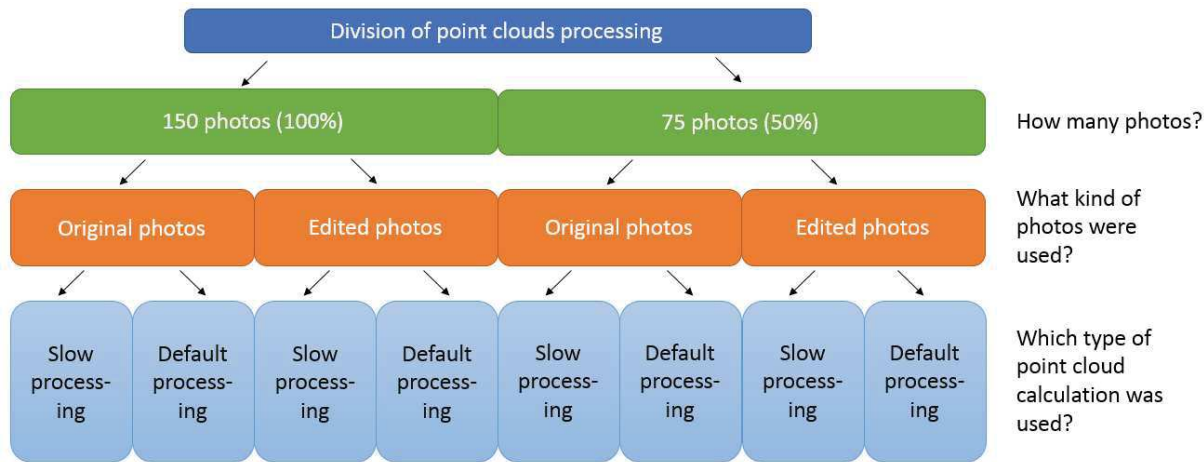 Division of point clouds processing
150 photos (100%)
75 photos (50%)
How many photos?
Original photos
Edited photos
Original photos
Edited photos
What kind of
photos were
used?
Slow
process-
ing
Default
process-
ing
Slow
process-
ing
Default
process-
ing
Slow
process-
ing
Default
process-
ing
Slow
process-
ing
Default
process-
ing
Which type of
point cloud
calculation was
used?